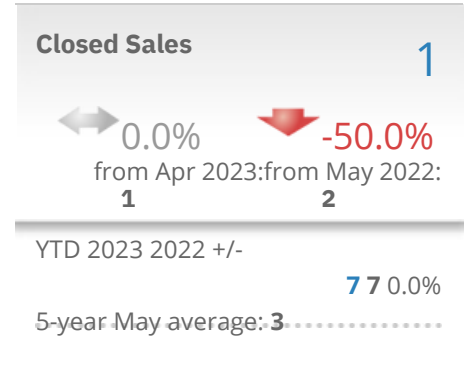 Closed Sales
1
0.0% -50.0%
from Apr 2023:from May 2022:
1 2
YTD 2023 2022 +/-
7 7 0.0%
5-year May average: 3